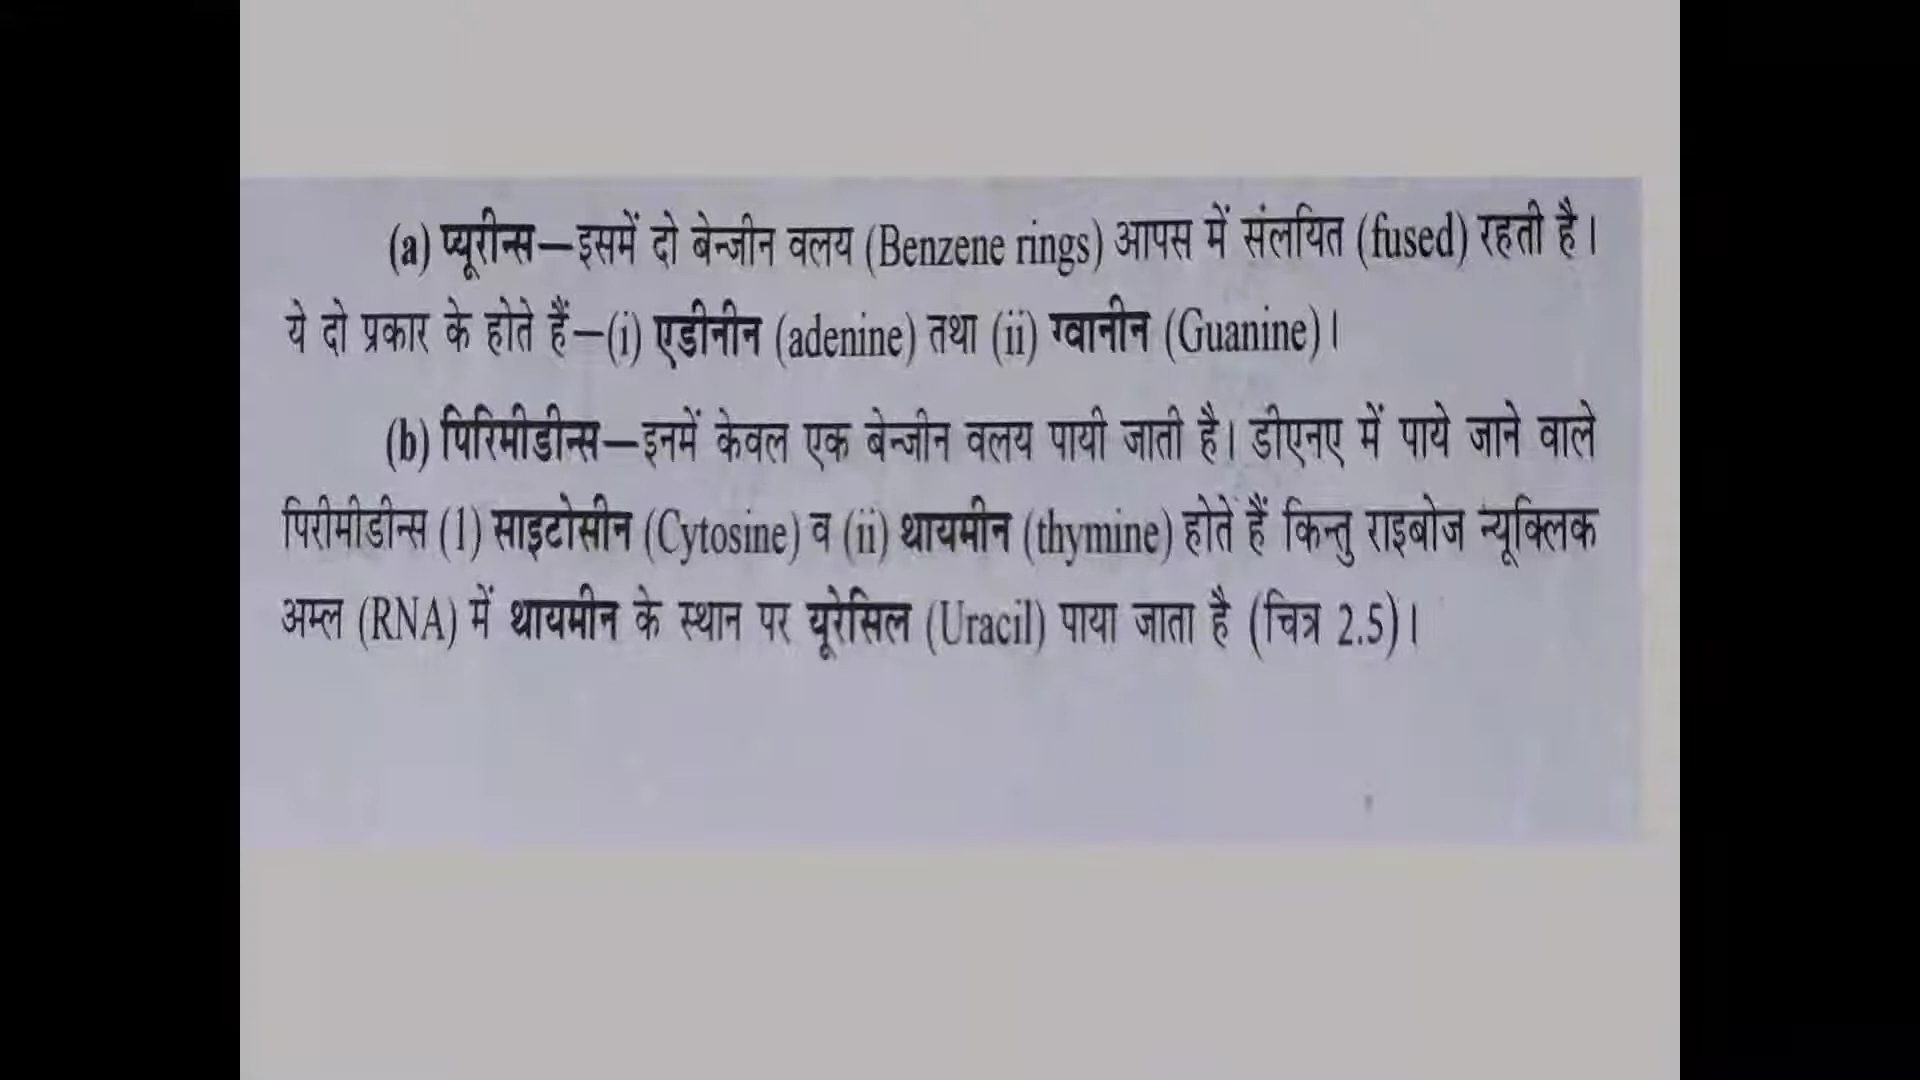 (a) प्यूरीन्स—इसमें दो बेन्जीन वलय (Benzene rings) आपस में संलयित (fused) रहती है।
ये दो प्रकार के होते हैं—(i) एडीनीन (adenine) तथा (ii) ग्वानीन (Guanine)।
(b) पिरिमीडीन्स—इनमें केवल एक बेन्जीन वलय पायी जाती है। डीएनए में पाये जाने वाले
पिरीमीडीन्स (1) साइटोसीन (Cytosine) व (ii) थायमीन (thymine) होते हैं किन्तु राइबोज न्यूक्लिक
अम्ल (RNA) में थायमीन के स्थान पर यूरेसिल (Uracil) पाया जाता है (चित्र 2.5)।